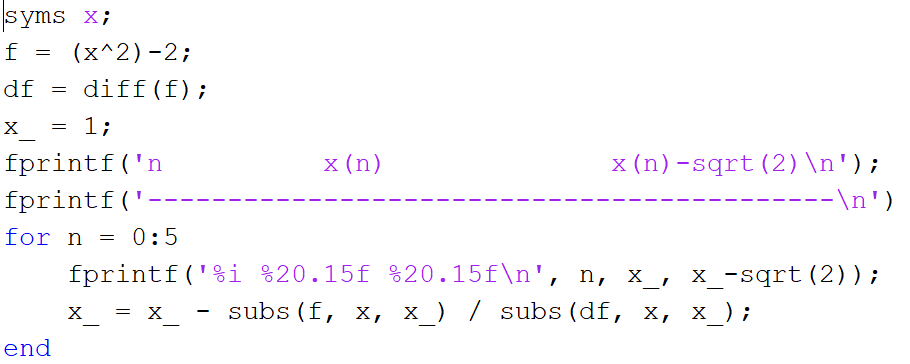 syms x;
f = (x^2)-2;
df = diff(f);
x_ = 1;
fprintf('n          x(n)              x(n)-sqrt(2)\n');
fprintf('-------------------------------------------\n')
for n = 0:5
    fprintf('%i %20.15f %20.15f\n', n, x_, x_-sqrt(2));
    x_ = x_ - subs(f, x, x_) / subs(df, x, x_);
end